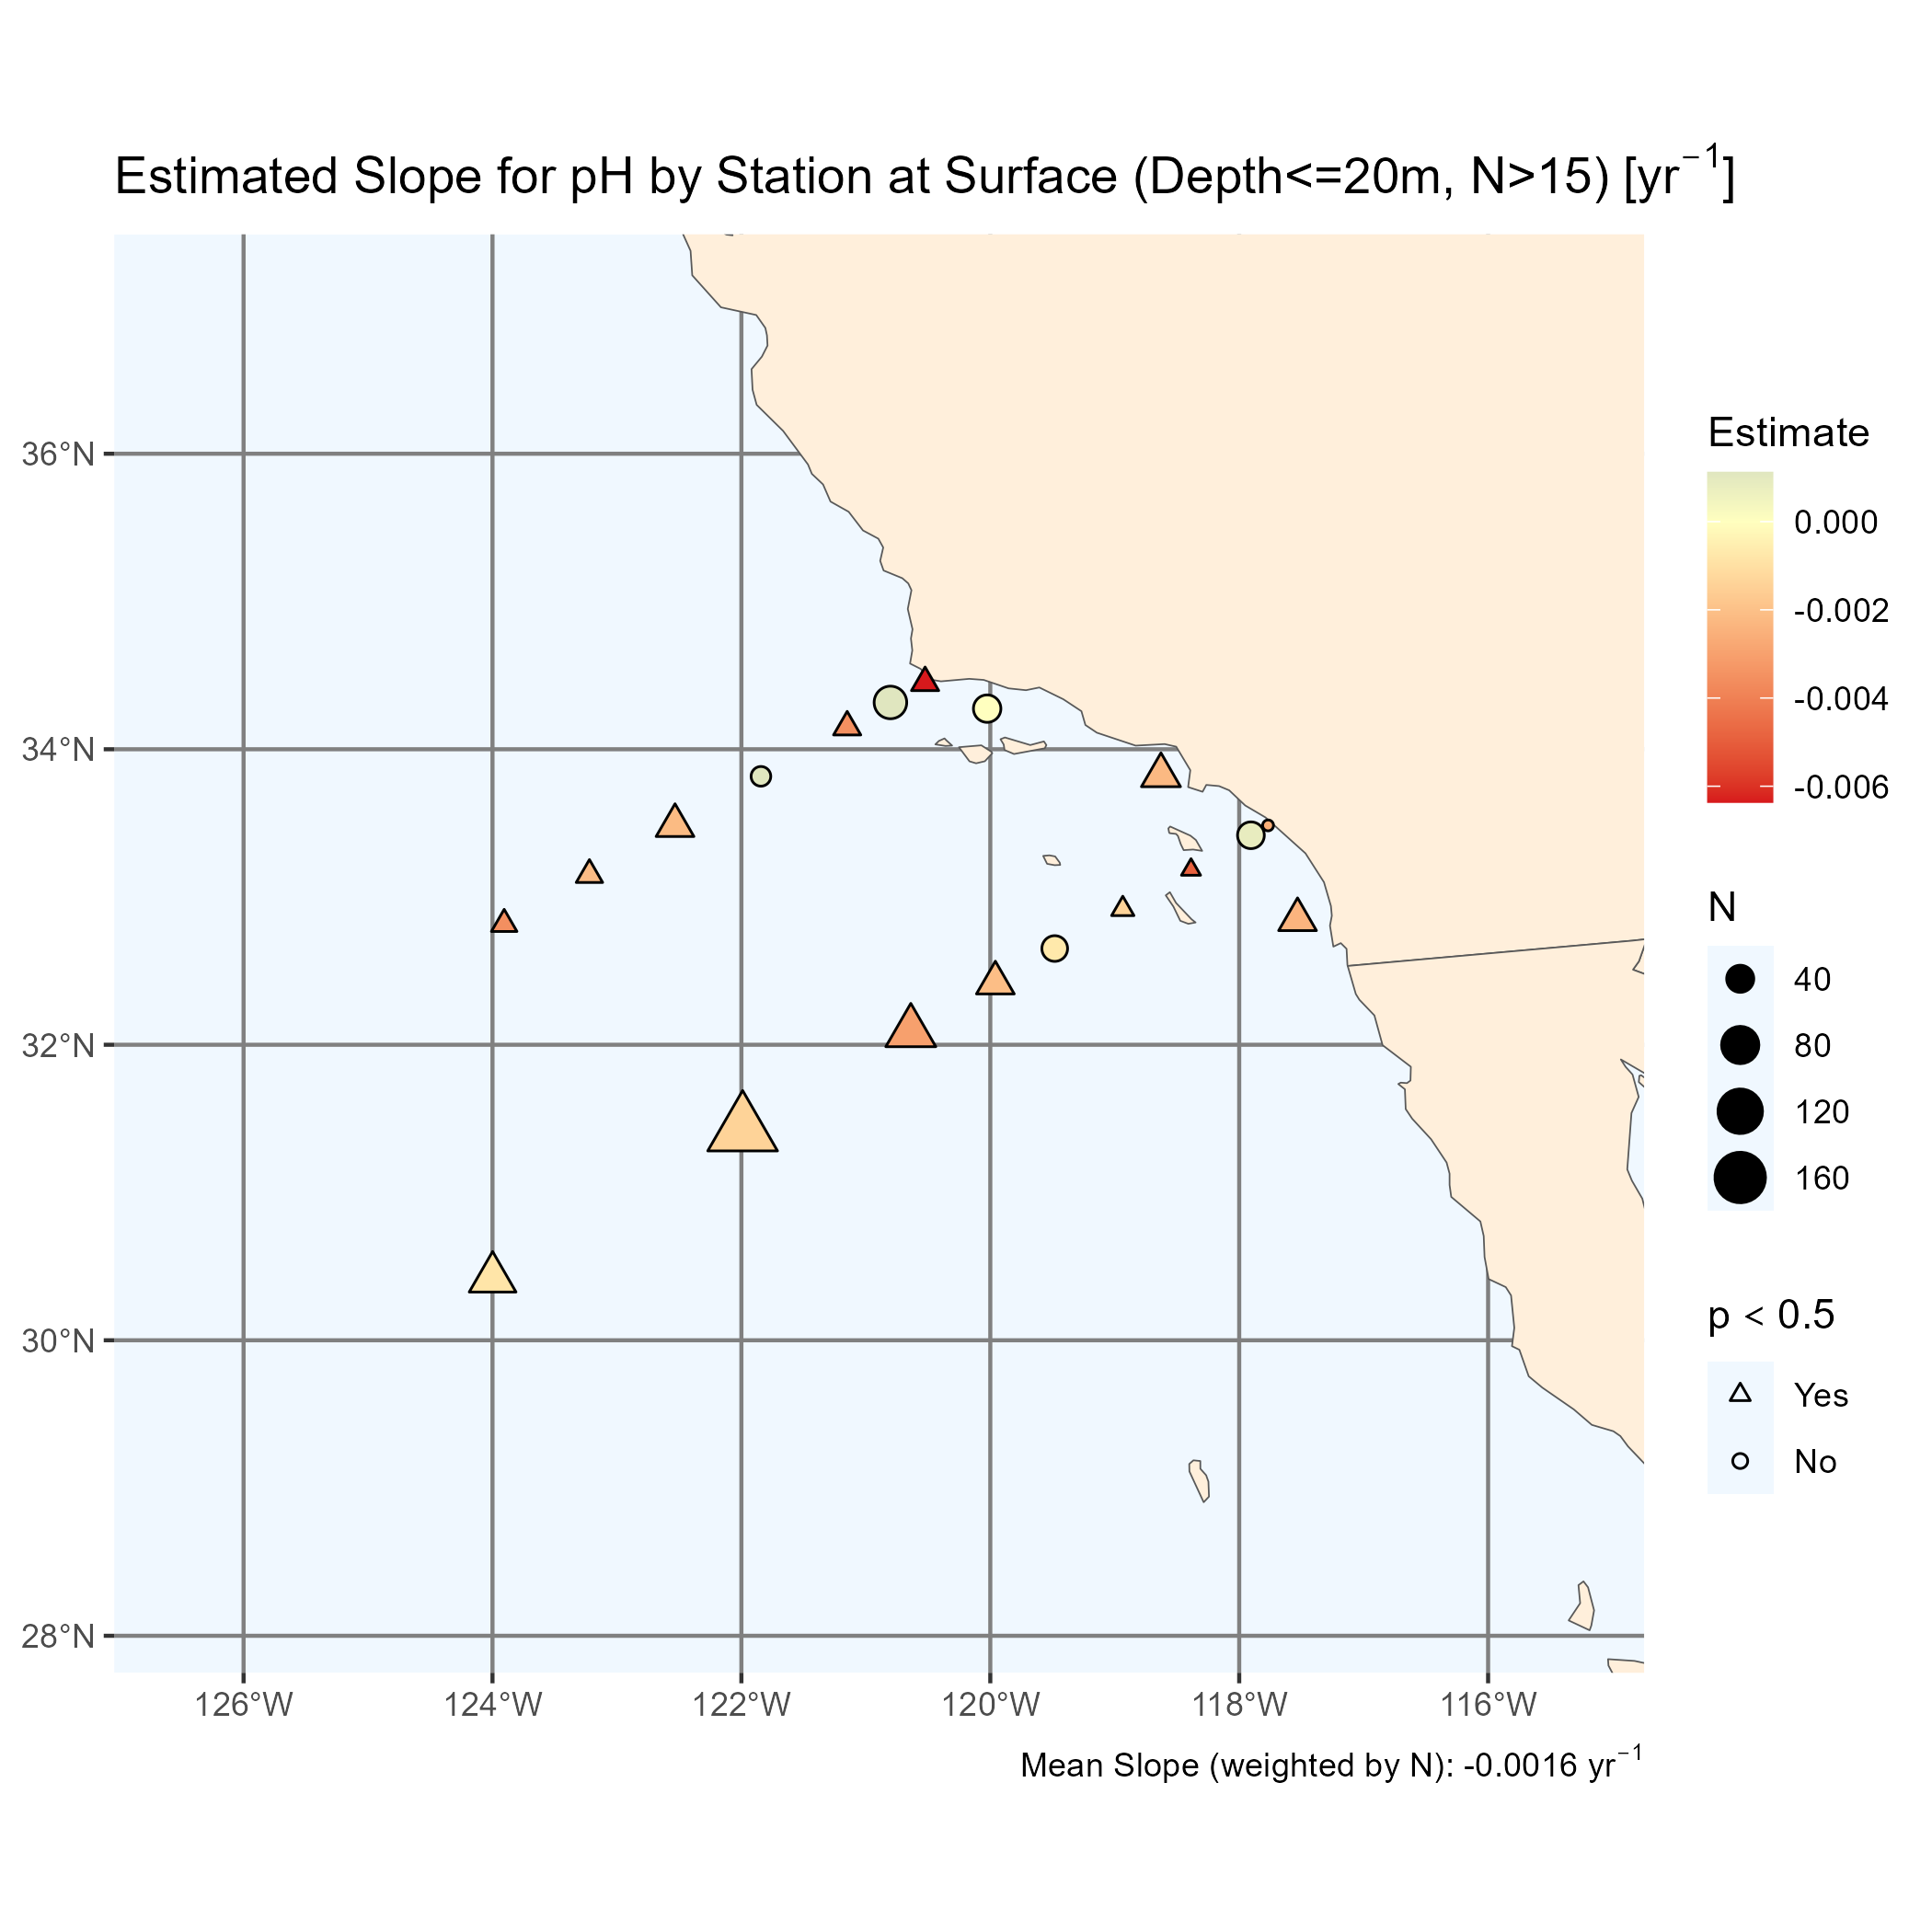 Estimated Slope for pH by Station at Surface (Depth<=20m, N>15) [yr⁻¹]
36°N
34°N
32°N
30°N
28°N
126°W
124°W
122°W
120°W
118°W
116°W
Mean Slope (weighted by N): -0.0016 yr⁻¹
Estimate
0.000
-0.002
-0.004
-0.006
N
40
80
120
160
p < 0.5
Yes
No